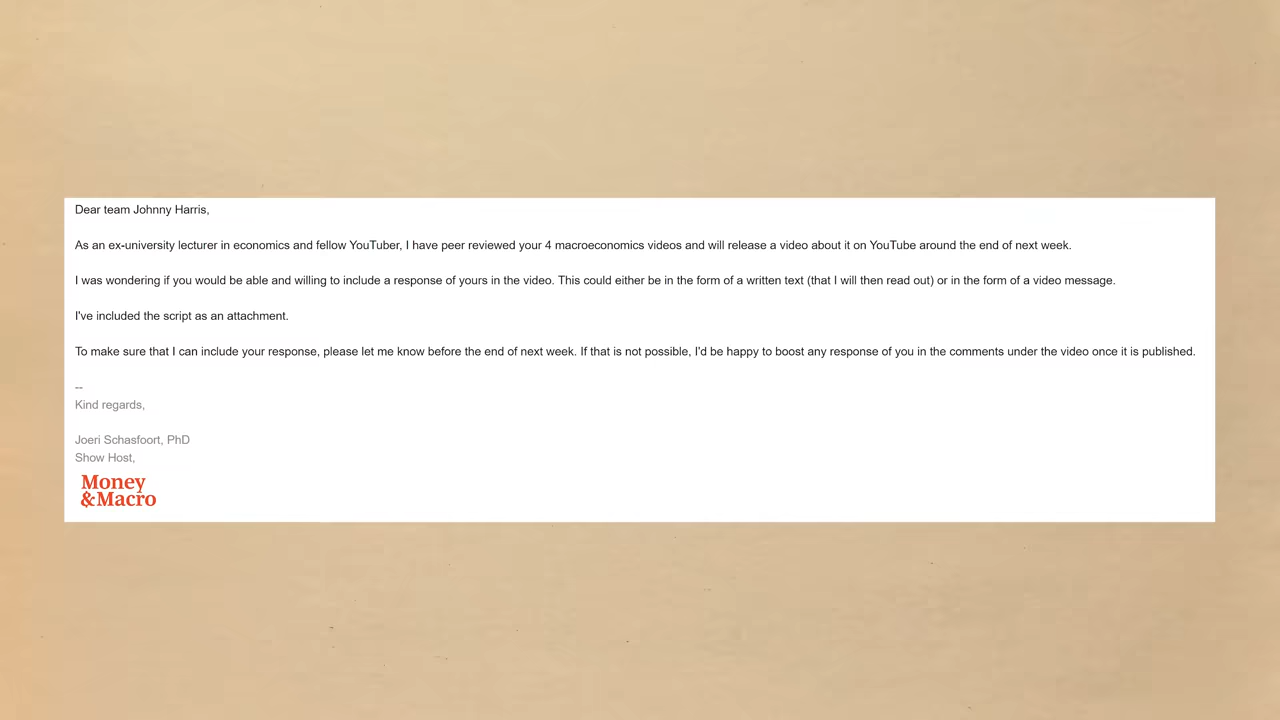 Dear team Johnny Harris,
As an ex-university lecturer in economics and fellow YouTuber, I have peer reviewed your 4 macroeconomics videos and will release a video about it on YouTube around the end of next week.
I was wondering if you would be able and willing to include a response of yours in the video. This could either be in the form of a written text (that I will then read out) or in the form of a video message.
I've included the script as an attachment.
To make sure that I can include your response, please let me know before the end of next week. If that is not possible, I'd be happy to boost any response of you in the comments under the video once it is published.
--
Kind regards,
Joeri Schasfoort, PhD
Show Host,
Money
&Macro